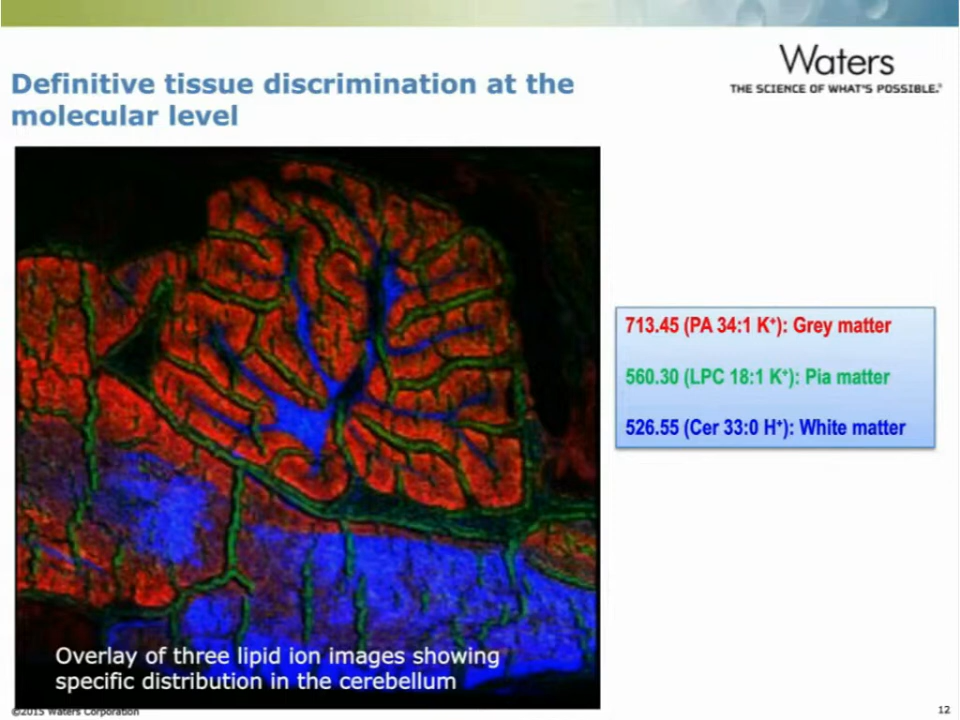 Waters
THE SCIENCE OF WHAT'S POSSIBLE.®
Definitive tissue discrimination at the
molecular level
713.45 (PA 34:1 K⁺): Grey matter
560.30 (LPC 18:1 K⁺): Pia matter
526.55 (Cer 33:0 H⁺): White matter
Overlay of three lipid ion images showing
specific distribution in the cerebellum
©2015 Waters Corporation
12